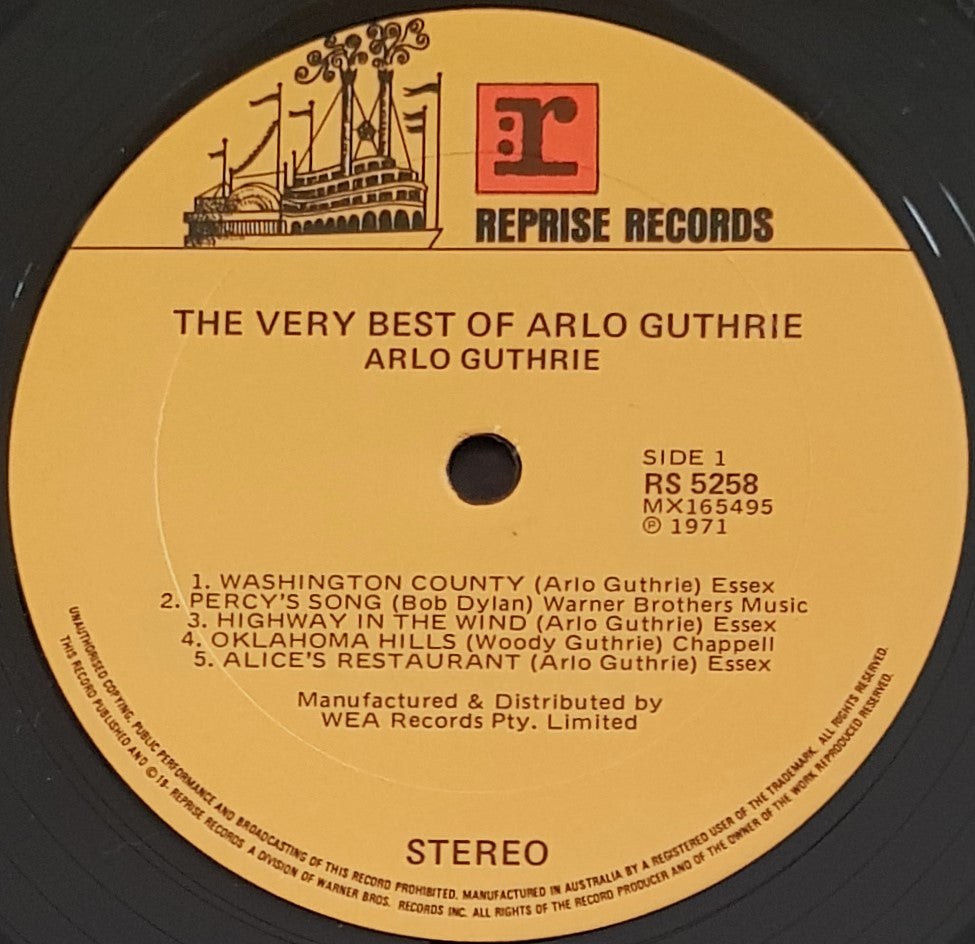 r
REPRISE RECORDS
THE VERY BEST OF ARLO GUTHRIE
ARLO GUTHRIE
SIDE 1
RS 5258
MX165495
Ⓟ 1971
1. WASHINGTON COUNTY (Arlo Guthrie) Essex
2. PERCY'S SONG (Bob Dylan) Warner Brothers Music
3. HIGHWAY IN THE WIND (Arlo Guthrie) Essex
4. OKLAHOMA HILLS (Woody Guthrie) Chappell
5. ALICE'S RESTAURANT (Arlo Guthrie) Essex
Manufactured & Distributed by
WEA Records Pty. Limited
STEREO
UNAUTHORISED COPYING, PUBLIC PERFORMANCE AND BROADCASTING OF THIS RECORD PROHIBITED. MANUFACTURED IN AUSTRALIA BY A REGISTERED USER OF THE TRADEMARK. ALL RIGHTS RESERVED.
THIS RECORD PUBLISHED AND © 19- REPRISE RECORDS A DIVISION OF WARNER BROS. RECORDS INC. ALL RIGHTS OF THE RECORD PRODUCER AND OF THE OWNER OF THE WORK REPRODUCED RESERVED.